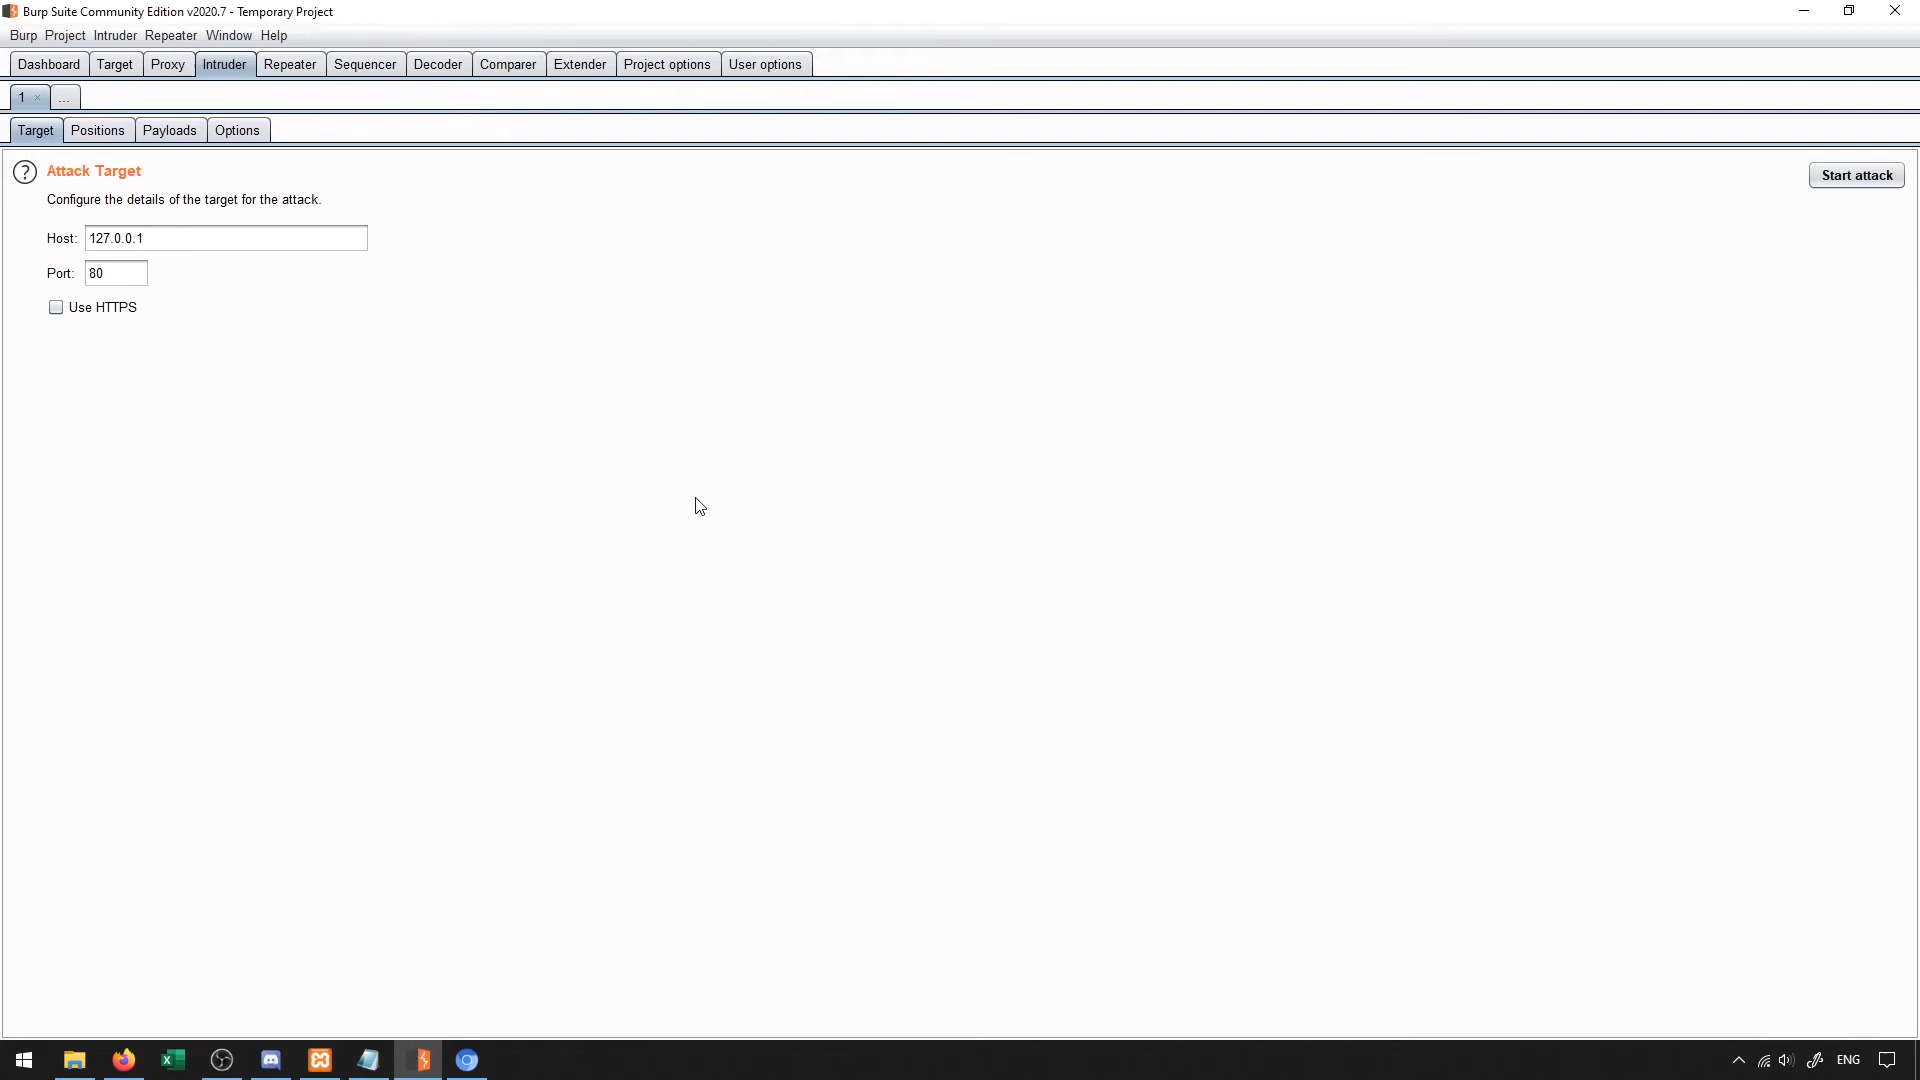 Burp Suite Community Edition v2020.7 - Temporary Project
Burp Project Intruder Repeater Window Help
Dashboard Target Proxy Intruder Repeater Sequencer Decoder Comparer Extender Project options User options
1 × ...
Target Positions Payloads Options
? Attack Target
Start attack
Configure the details of the target for the attack.
Host: 127.0.0.1
Port: 80
Use HTTPS
ENG